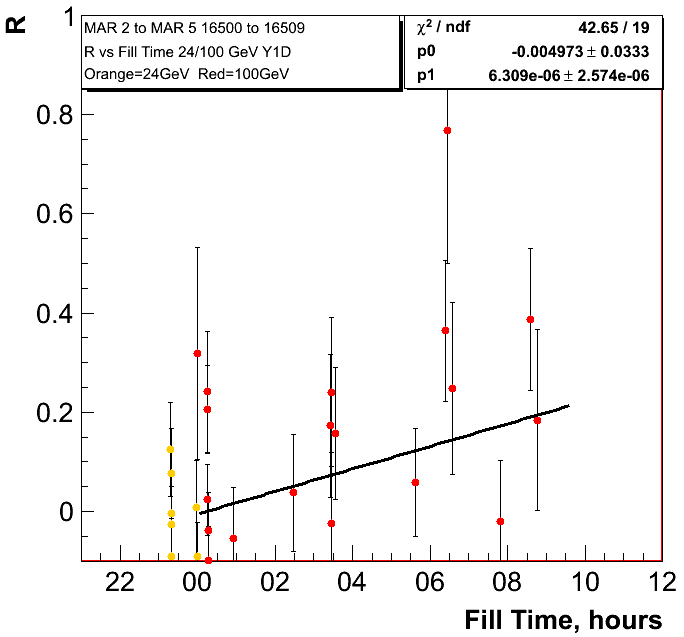 R
MAR 2 to MAR 5 16500 to 16509
R vs Fill Time 24/100 GeV Y1D
Orange=24GeV Red=100GeV
χ² / ndf 42.65 / 19
p0 -0.004973 ± 0.0333
p1 6.309e-06 ± 2.574e-06
1
0.8
0.6
0.4
0.2
0
22 00 02 04 06 08 10 12
Fill Time, hours